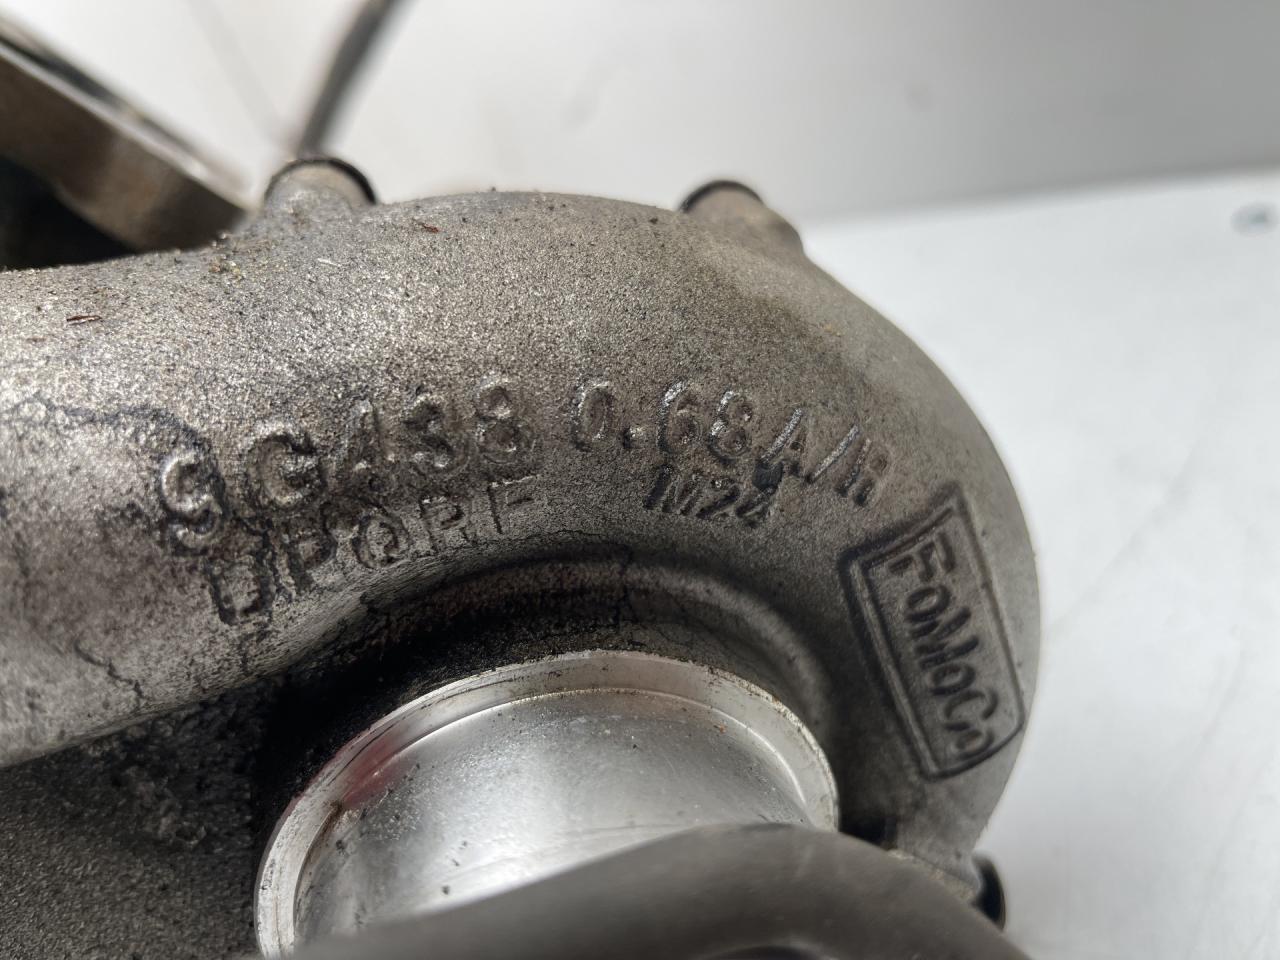 9G438 0.68A/R
UPORF M24
FoMoCo